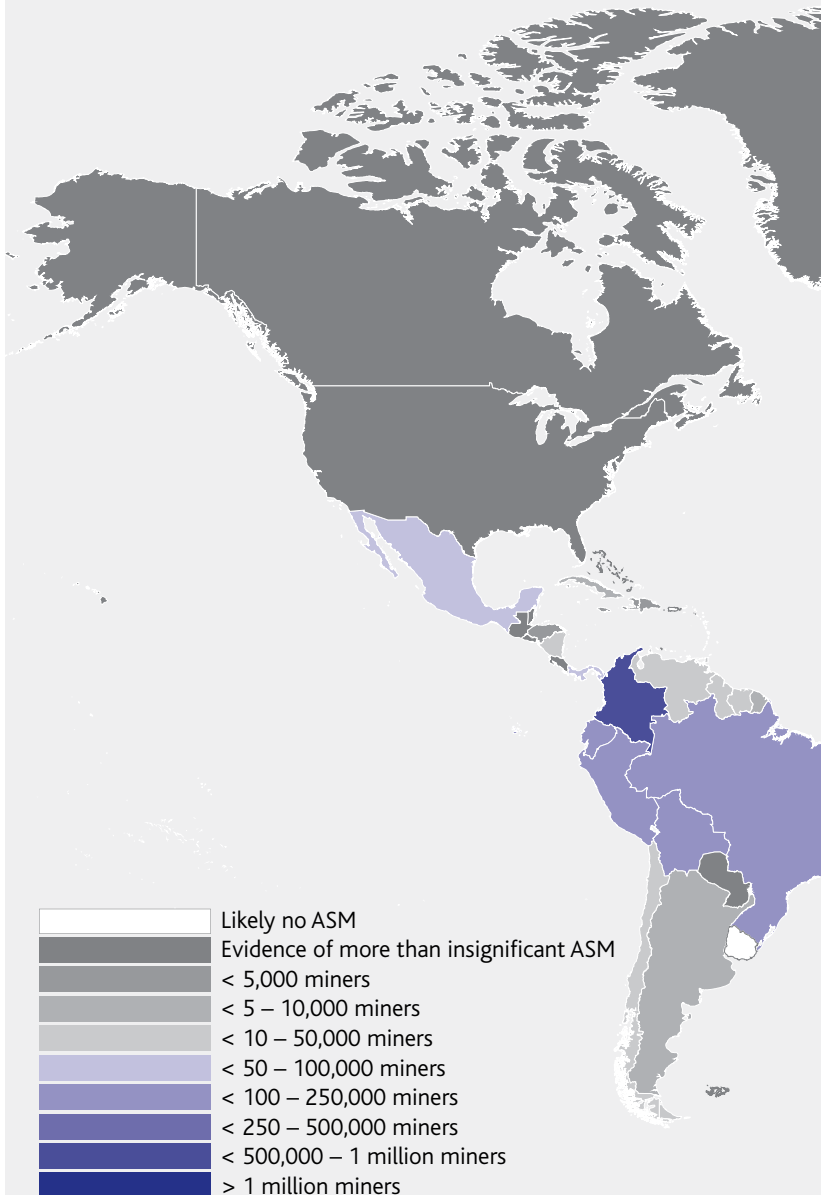 Likely no ASM
Evidence of more than insignificant ASM
< 5,000 miners
< 5 – 10,000 miners
< 10 – 50,000 miners
< 50 – 100,000 miners
< 100 – 250,000 miners
< 250 – 500,000 miners
< 500,000 – 1 million miners
> 1 million miners